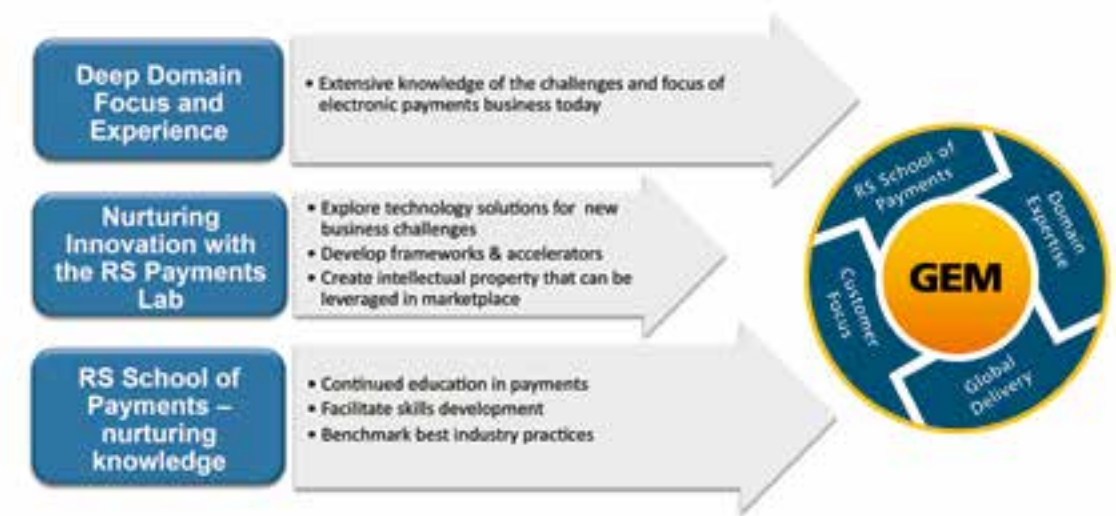 Deep Domain
Focus and
Experience
• Extensive knowledge of the challenges and focus of
electronic payments business today
Nurturing
Innovation with
the RS Payments
Lab
• Explore technology solutions for new
business challenges
• Develop frameworks & accelerators
• Create intellectual property that can be
leveraged in marketplace
RS School of
Payments –
nurturing
knowledge
• Continued education in payments
• Facilitate skills development
• Benchmark best industry practices
RS School of
Payments
Domain
Expertise
GEM
Customer
Focus
Global
Delivery